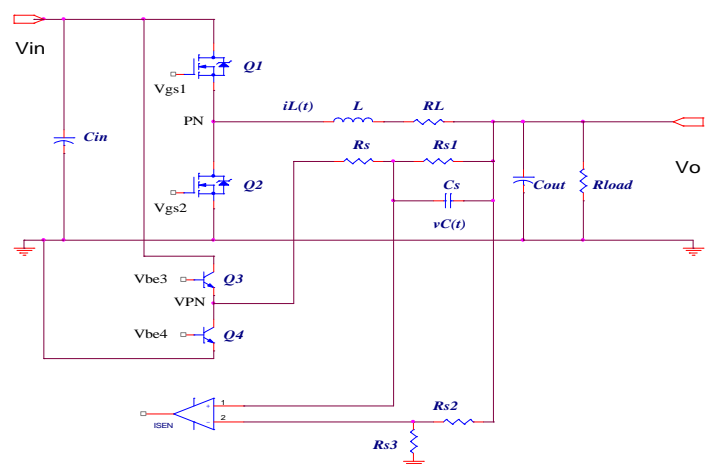 Vin
Q1
Vgs1
iL(t)
L
RL
PN
Cin
Rs
Rs1
Vo
Q2
Cs
Cout
Rload
Vgs2
vC(t)
Vbe3
Q3
VPN
Vbe4
Q4
+
1
-
2
ISEN
Rs2
Rs3